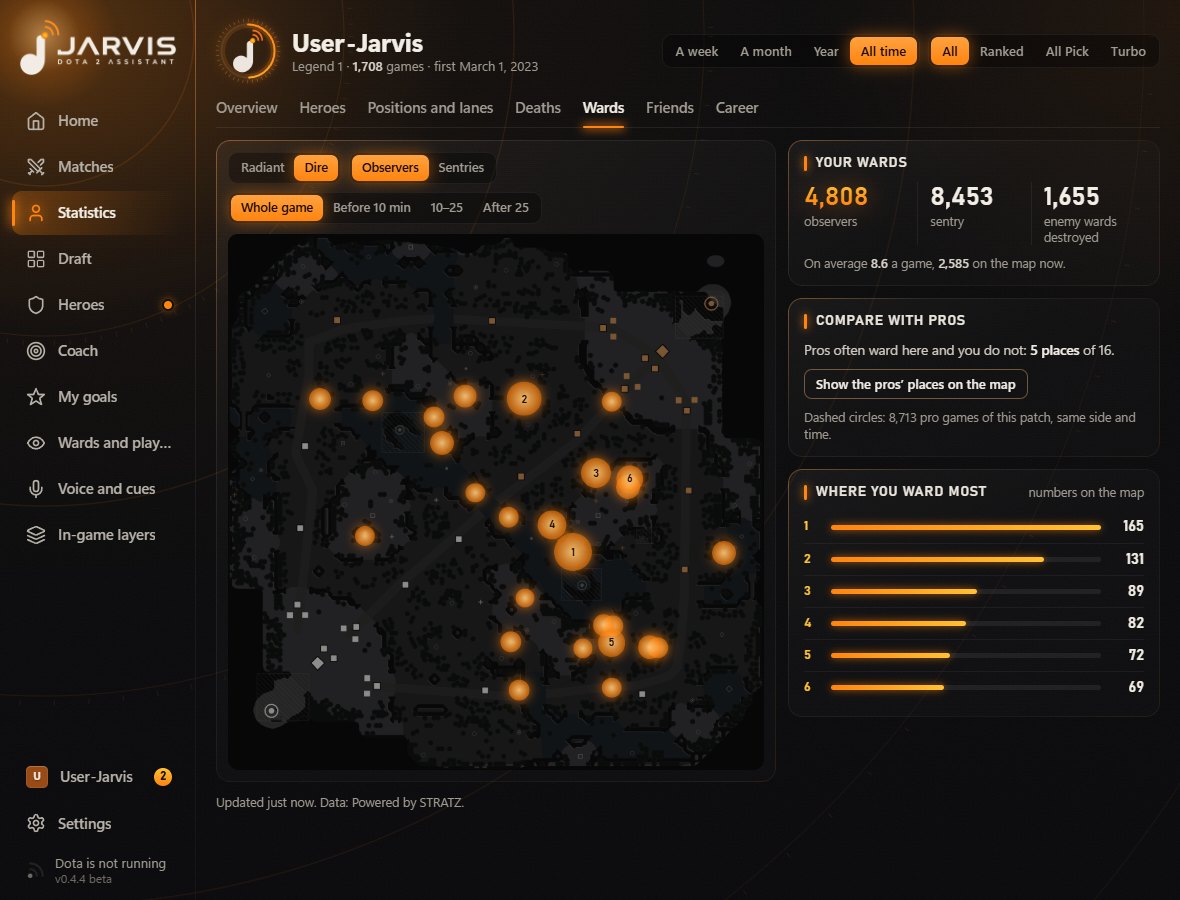 JARVIS
DOTA 2 ASSISTANT
Home
Matches
Statistics
Draft
Heroes
Coach
My goals
Wards and play...
Voice and cues
In-game layers
U User-Jarvis 2
Settings
Dota is not running
v0.4.4 beta
User-Jarvis
Legend 1 · 1,708 games · first March 1, 2023
A week A month Year All time All Ranked All Pick Turbo
Overview Heroes Positions and lanes Deaths Wards Friends Career
Radiant Dire Observers Sentries
Whole game Before 10 min 10–25 After 25
2
3
6
4
1
5
Updated just now. Data: Powered by STRATZ.
YOUR WARDS
4,808 8,453 1,655
observers sentry enemy wards
destroyed
On average 8.6 a game, 2,585 on the map now.
COMPARE WITH PROS
Pros often ward here and you do not: 5 places of 16.
Show the pros’ places on the map
Dashed circles: 8,713 pro games of this patch, same side and
time.
WHERE YOU WARD MOST numbers on the map
1 165
2 131
3 89
4 82
5 72
6 69